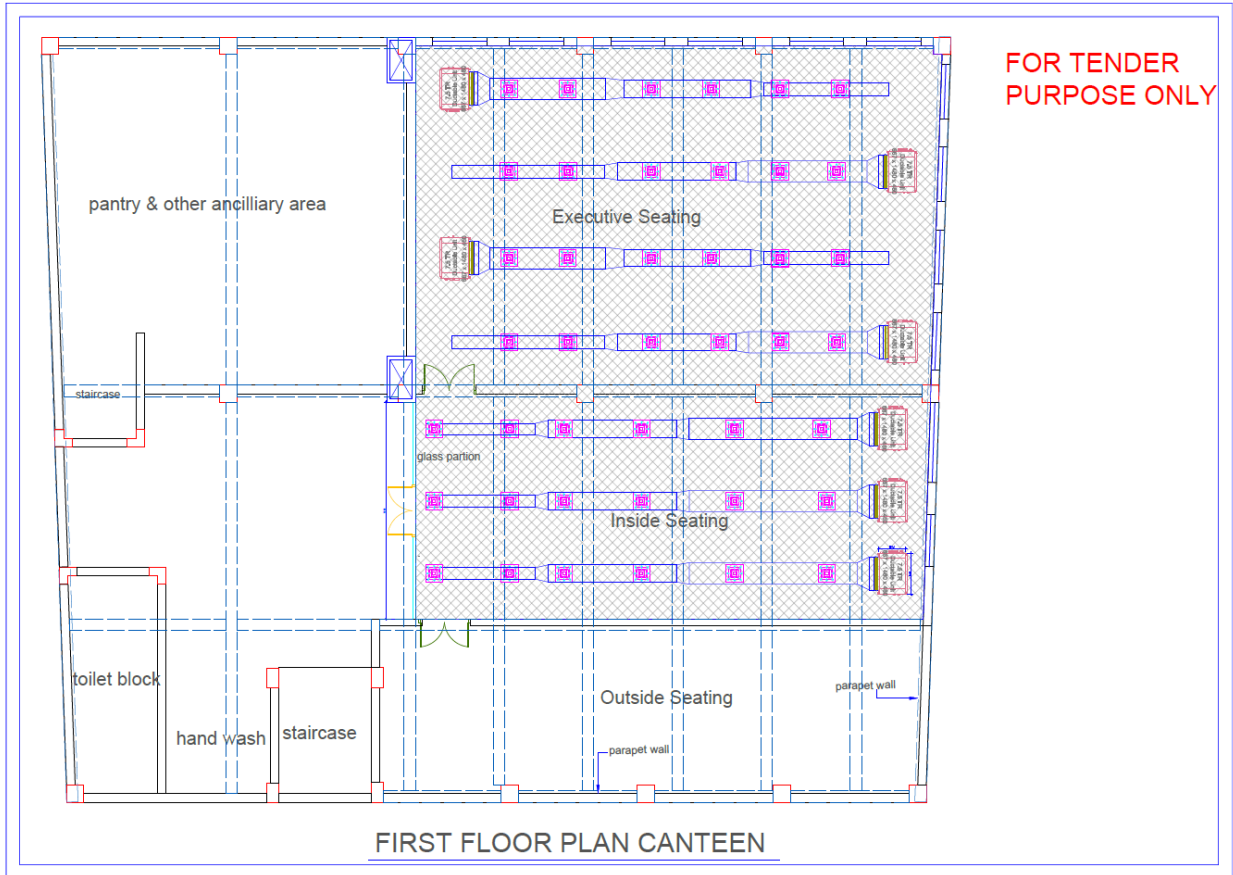 FOR TENDER
PURPOSE ONLY
pantry & other ancilliary area
Executive Seating
staircase
glass partion
Inside Seating
toilet block
hand wash
staircase
Outside Seating
parapet wall
parapet wall
FIRST FLOOR PLAN CANTEEN